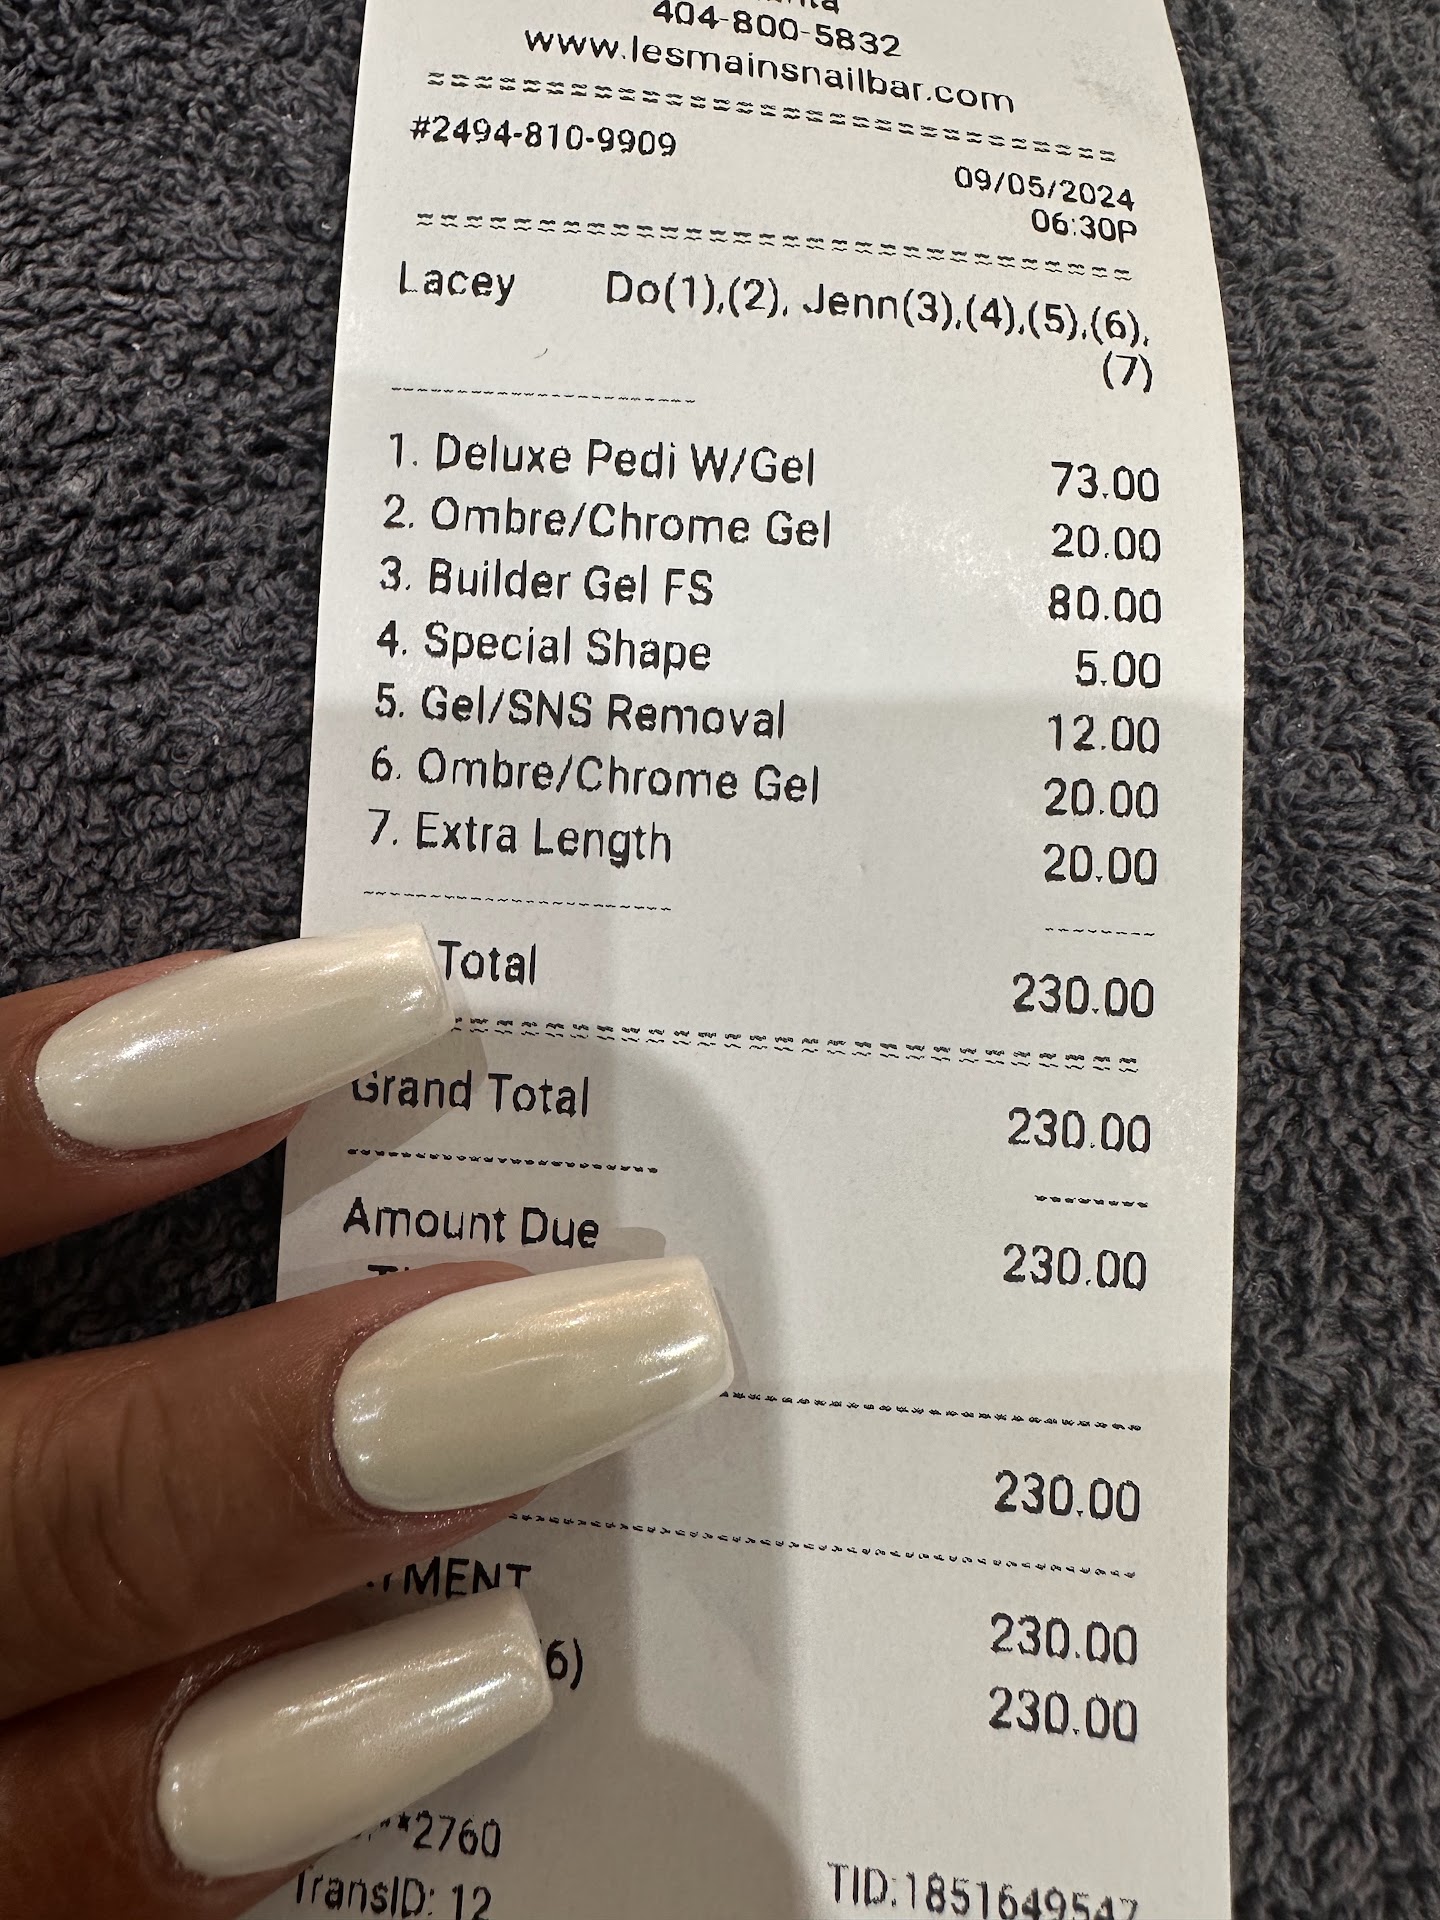 404-800-5832
www.lesmainsnailbar.com
#2494-810-9909
09/05/2024
06:30P
Lacey Do(1),(2), Jenn(3),(4),(5),(6),
(7)
1. Deluxe Pedi W/Gel 73.00
2. Ombre/Chrome Gel 20.00
3. Builder Gel FS 80.00
4. Special Shape 5.00
5. Gel/SNS Removal 12.00
6. Ombre/Chrome Gel 20.00
7. Extra Length 20.00
Total 230.00
Grand Total 230.00
Amount Due 230.00
230.00
230.00
6) 230.00
**2760
TransID: 12 TID:1851649547